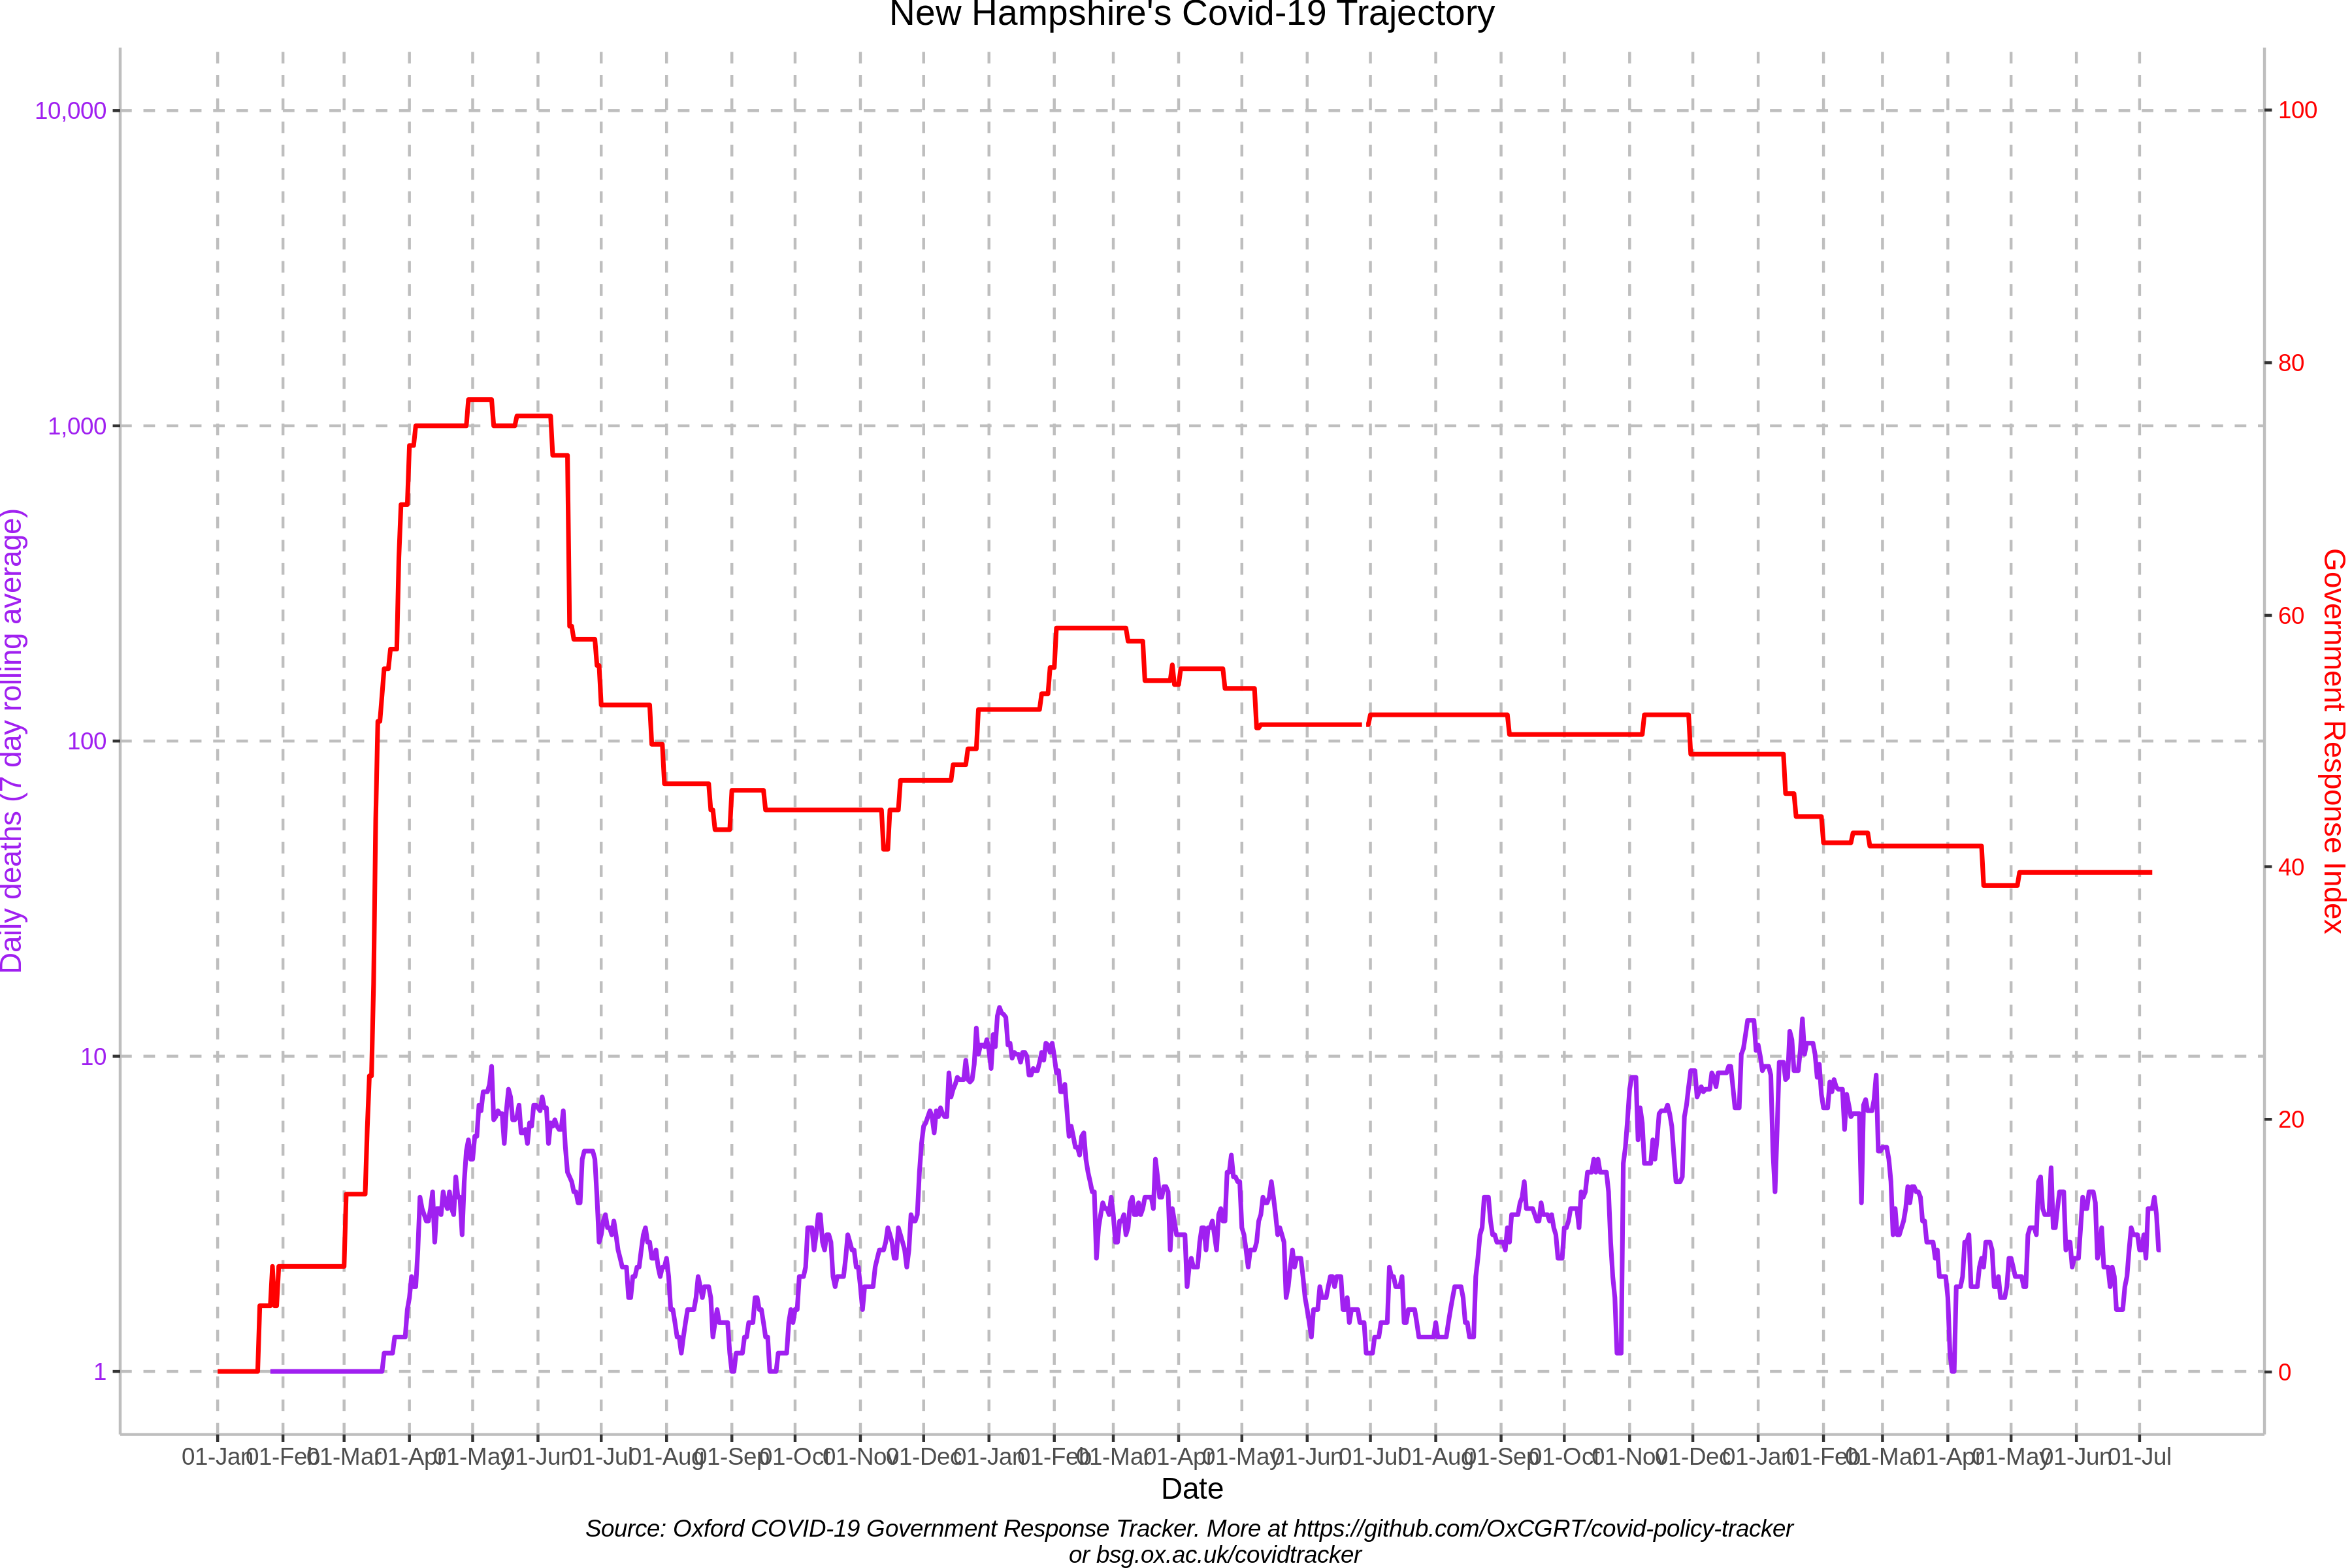 New Hampshire's Covid-19 Trajectory
10,000
1,000
100
10
1
Daily deaths (7 day rolling average)
100
80
60
40
20
0
Government Response Index
01-Jan 01-Feb 01-Mar 01-Apr 01-May 01-Jun 01-Jul 01-Aug 01-Sep 01-Oct 01-Nov 01-Dec 01-Jan 01-Feb 01-Mar 01-Apr 01-May 01-Jun 01-Jul 01-Aug 01-Sep 01-Oct 01-Nov 01-Dec 01-Jan 01-Feb 01-Mar 01-Apr 01-May 01-Jun 01-Jul
Date
Source: Oxford COVID-19 Government Response Tracker. More at https://github.com/OxCGRT/covid-policy-tracker
or bsg.ox.ac.uk/covidtracker